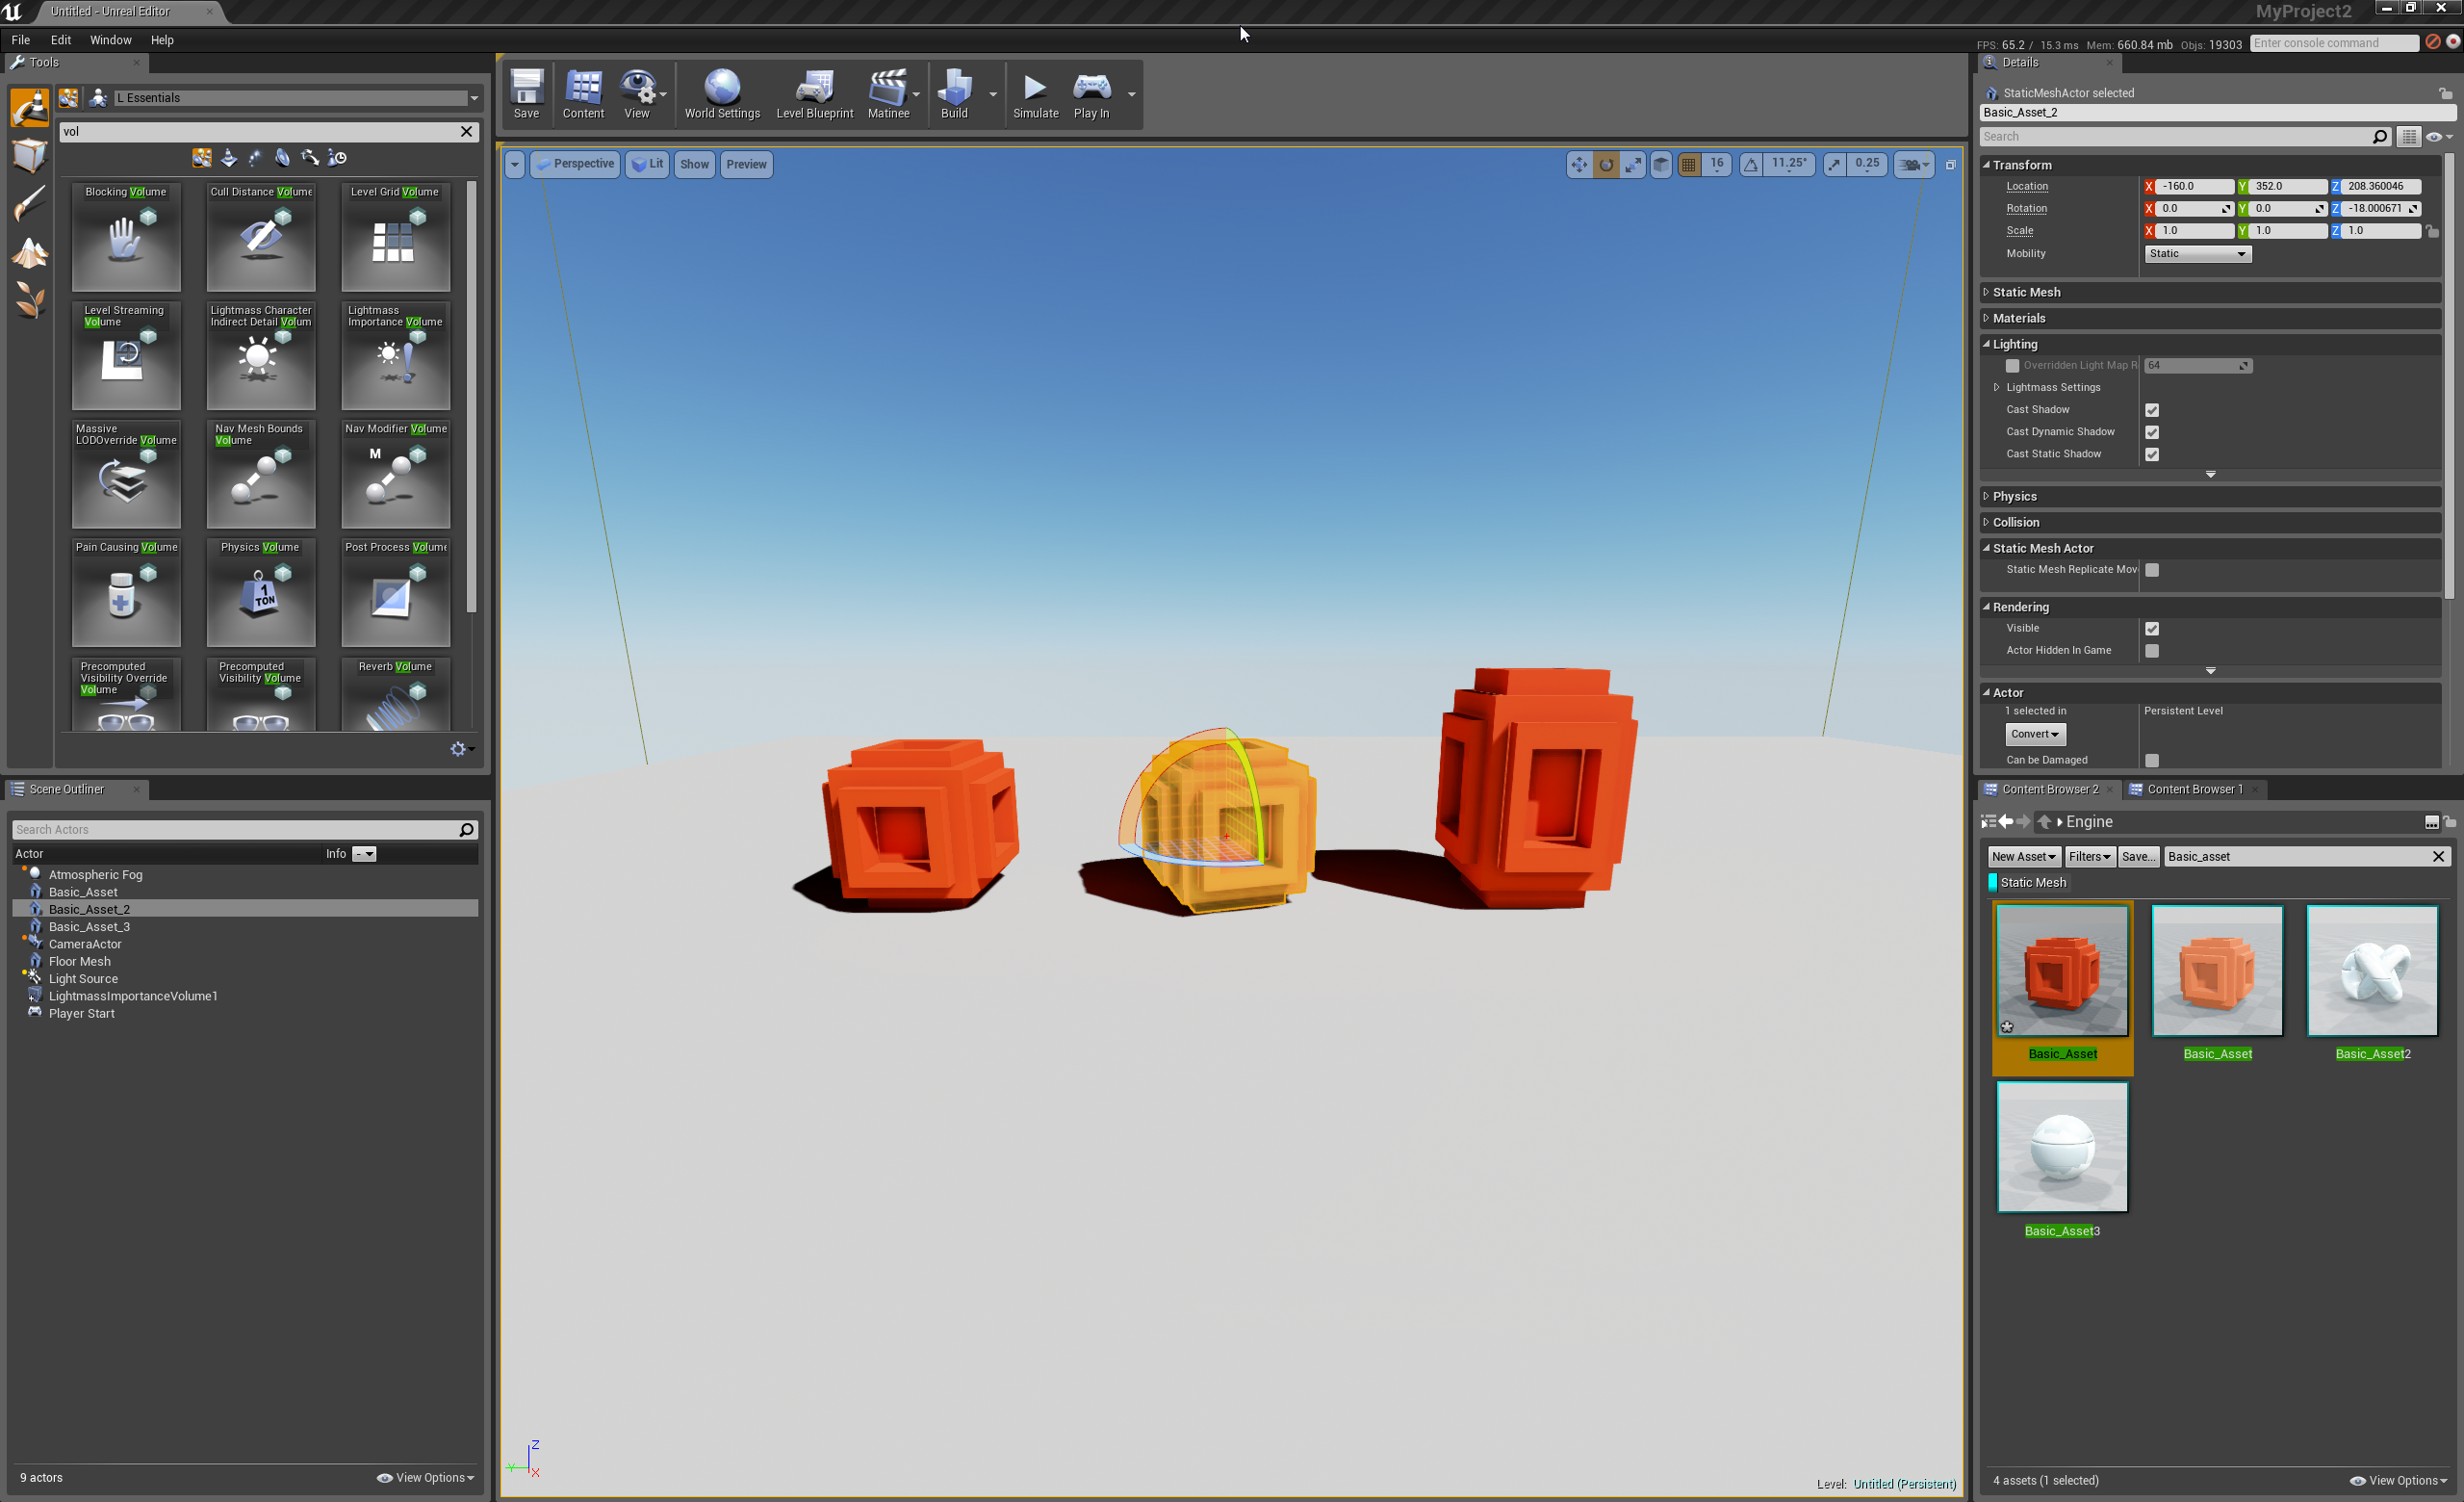 Untitled - Unreal Editor
MyProject2
File Edit Window Help
FPS: 65.2 / 15.3 ms Mem: 660.84 mb Objs: 19303 Enter console command
Tools
L Essentials
vol
Blocking Volume
Cull Distance Volume
Level Grid Volume
Level Streaming
Volume
Lightmass Character
Indirect Detail Volum
Lightmass
Importance Volume
Massive
LODOverride Volume
Nav Mesh Bounds
Volume
Nav Modifier Volume
M
Pain Causing Volume
Physics Volume
1
TON
Post Process Volume
Precomputed
Visibility Override
Volume
Precomputed
Visibility Volume
Reverb Volume
Scene Outliner
Search Actors
Actor Info -
Atmospheric Fog
Basic_Asset
Basic_Asset_2
Basic_Asset_3
CameraActor
Floor Mesh
Light Source
LightmassImportanceVolume1
Player Start
9 actors View Options
Save Content View World Settings Level Blueprint Matinee Build Simulate Play In
Perspective Lit Show Preview 16 11.25° 0.25
Z
Y
X
Level: Untitled (Persistent)
Details
StaticMeshActor selected
Basic_Asset_2
Search
Transform
Location X -160.0 Y 352.0 Z 208.360046
Rotation X 0.0 Y 0.0 Z -18.000671
Scale X 1.0 Y 1.0 Z 1.0
Mobility Static
Static Mesh
Materials
Lighting
Overridden Light Map R 64
Lightmass Settings
Cast Shadow
Cast Dynamic Shadow
Cast Static Shadow
Physics
Collision
Static Mesh Actor
Static Mesh Replicate Mov
Rendering
Visible
Actor Hidden In Game
Actor
1 selected in Persistent Level
Convert
Can be Damaged
Content Browser 2 Content Browser 1
Engine
New Asset Filters Save... Basic_asset
Static Mesh
Basic_Asset
Basic_Asset
Basic_Asset2
Basic_Asset3
4 assets (1 selected) View Options